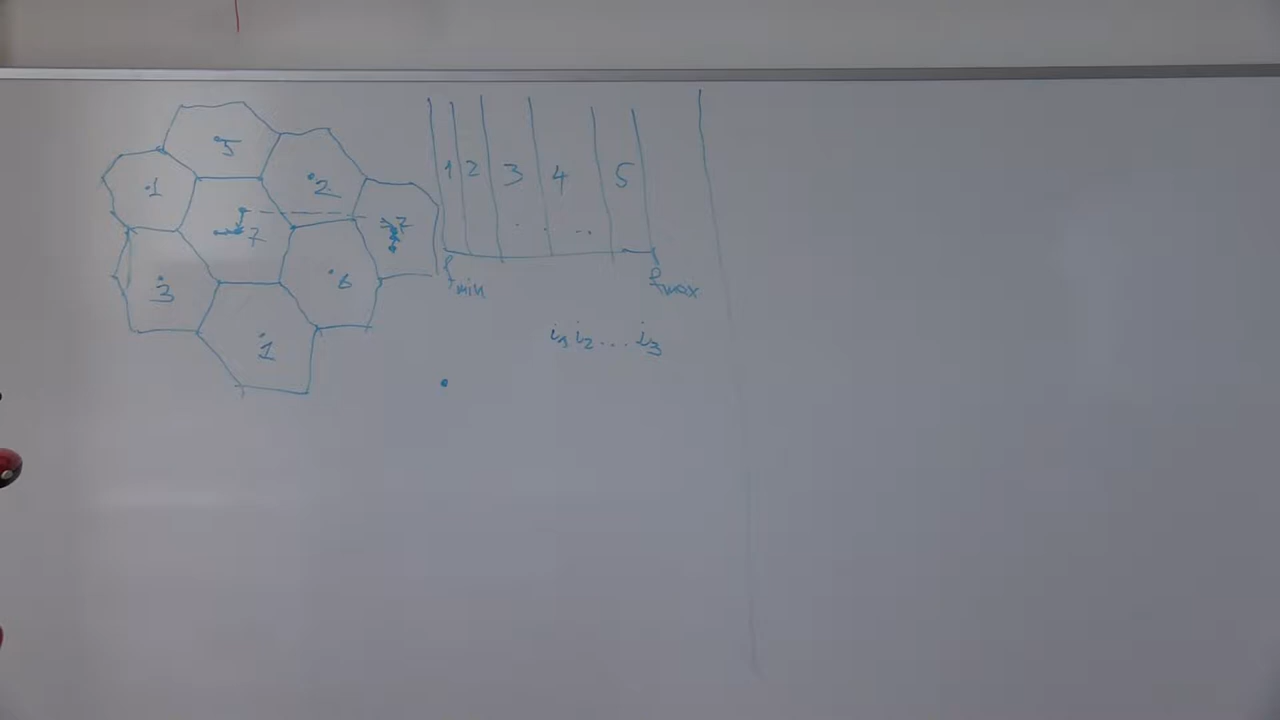 5
1 2
7 7
3 6
1
1 2 3 4 5
. . . .
fmin fmax
i₁ i₂ ... i₃